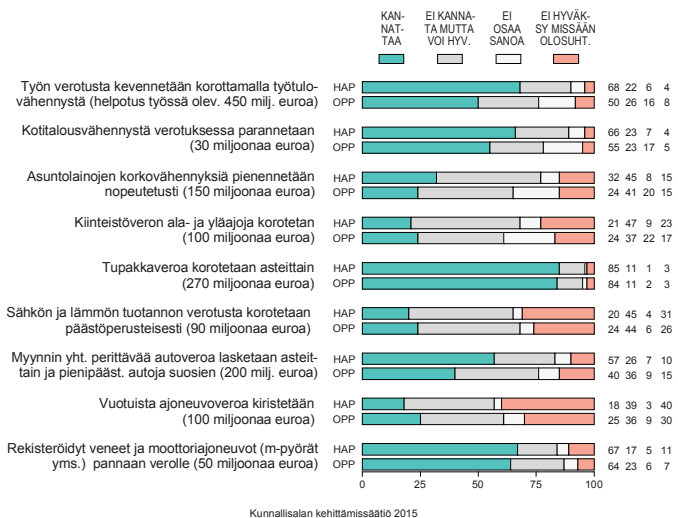 KAN-
NAT-
TAA
EI KANNA-
TA MUTTA
VOI HYV.
EI
OSAA
SANOA
EI HYVÄK-
SY MISSÄÄN
OLOSUHT.
Työn verotusta kevennetään korottamalla työtulo-
vähennystä (helpotus työssä olev. 450 milj. euroa)
HAP 68 22 6 4
OPP 50 26 16 8
Kotitalousvähennystä verotuksessa parannetaan
(30 miljoonaa euroa)
HAP 66 23 7 4
OPP 55 23 17 5
Asuntolainojen korkovähennyksiä pienennetään
nopeutetusti (150 miljoonaa euroa)
HAP 32 45 8 15
OPP 24 41 20 15
Kiinteistöveron ala- ja yläajoja korotetan
(100 miljoonaa euroa)
HAP 21 47 9 23
OPP 24 37 22 17
Tupakkaveroa korotetaan asteittain
(270 miljoonaa euroa)
HAP 85 11 1 3
OPP 84 11 2 3
Sähkön ja lämmön tuotannon verotusta korotetaan
päästöperusteisesti (90 miljoonaa euroa)
HAP 20 45 4 31
OPP 24 44 6 26
Myynnin yht. perittävää autoveroa lasketaan asteit-
tain ja pienipääst. autoja suosien (200 milj. euroa)
HAP 57 26 7 10
OPP 40 36 9 15
Vuotuista ajoneuvoveroa kiristetään
(100 miljoonaa euroa)
HAP 18 39 3 40
OPP 25 36 9 30
Rekisteröidyt veneet ja moottoriajoneuvot (m-pyörät
yms.) pannaan verolle (50 miljoonaa euroa)
HAP 67 17 5 11
OPP 64 23 6 7
0 25 50 75 100
Kunnallisalan kehittämissäätiö 2015